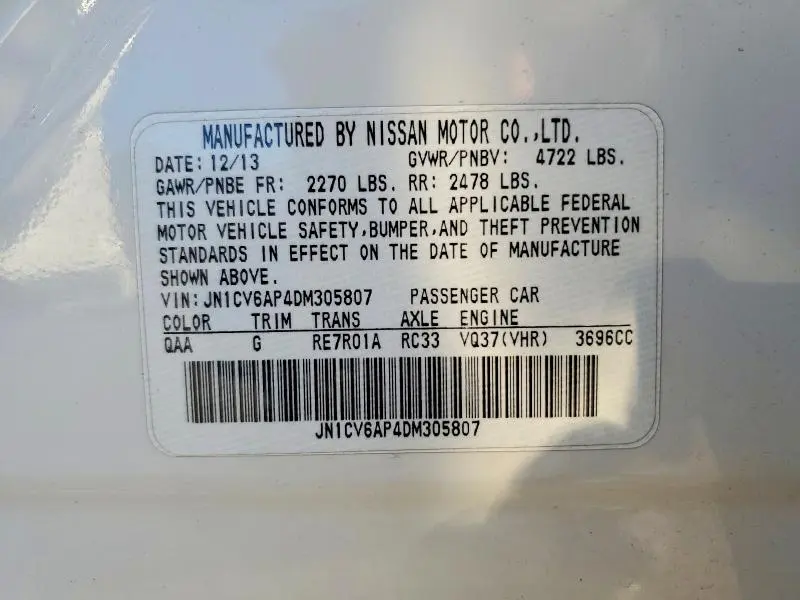 MANUFACTURED BY NISSAN MOTOR CO.,LTD.
DATE: 12/13 GVWR/PNBV: 4722 LBS.
GAWR/PNBE FR: 2270 LBS. RR: 2478 LBS.
THIS VEHICLE CONFORMS TO ALL APPLICABLE FEDERAL
MOTOR VEHICLE SAFETY,BUMPER,AND THEFT PREVENTION
STANDARDS IN EFFECT ON THE DATE OF MANUFACTURE
SHOWN ABOVE.
VIN: JN1CV6AP4DM305807 PASSENGER CAR
COLOR TRIM TRANS AXLE ENGINE
QAA G RE7R01A RC33 VQ37(VHR) 3696CC
JN1CV6AP4DM305807